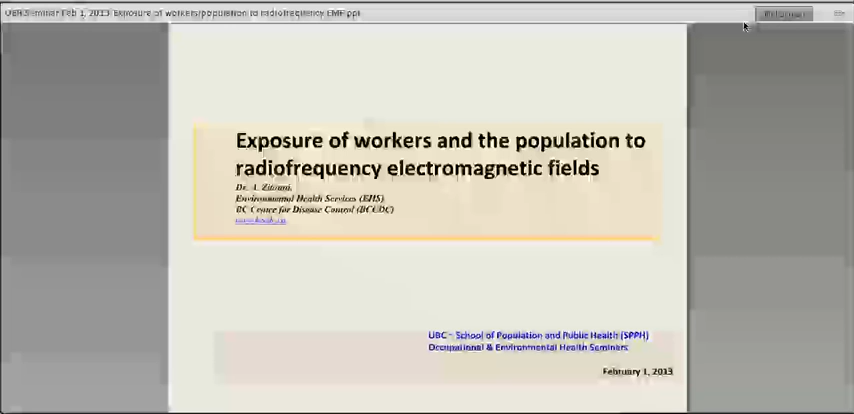 UBC Seminar Feb 1, 2013 Exposure of workers/population to radiofrequency EMF.ppt
Exposure of workers and the population to
radiofrequency electromagnetic fields
Dr. A. Zitouni,
Environmental Health Services (EHS)
BC Centre for Disease Control (BCCDC)
UBC - School of Population and Public Health (SPPH)
Occupational & Environmental Health Seminars
February 1, 2013